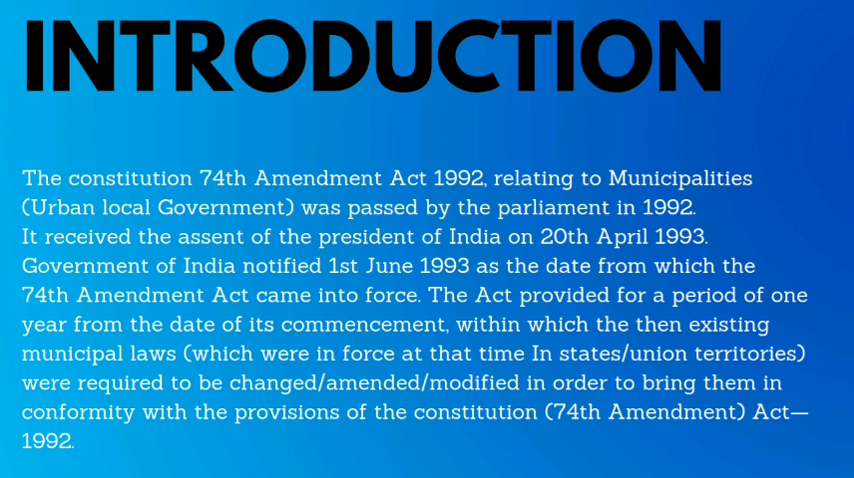 INTRODUCTION
The constitution 74th Amendment Act 1992, relating to Municipalities
(Urban local Government) was passed by the parliament in 1992.
It received the assent of the president of India on 20th April 1993.
Government of India notified 1st June 1993 as the date from which the
74th Amendment Act came into force. The Act provided for a period of one
year from the date of its commencement, within which the then existing
municipal laws (which were in force at that time In states/union territories)
were required to be changed/amended/modified in order to bring them in
conformity with the provisions of the constitution (74th Amendment) Act—
1992.